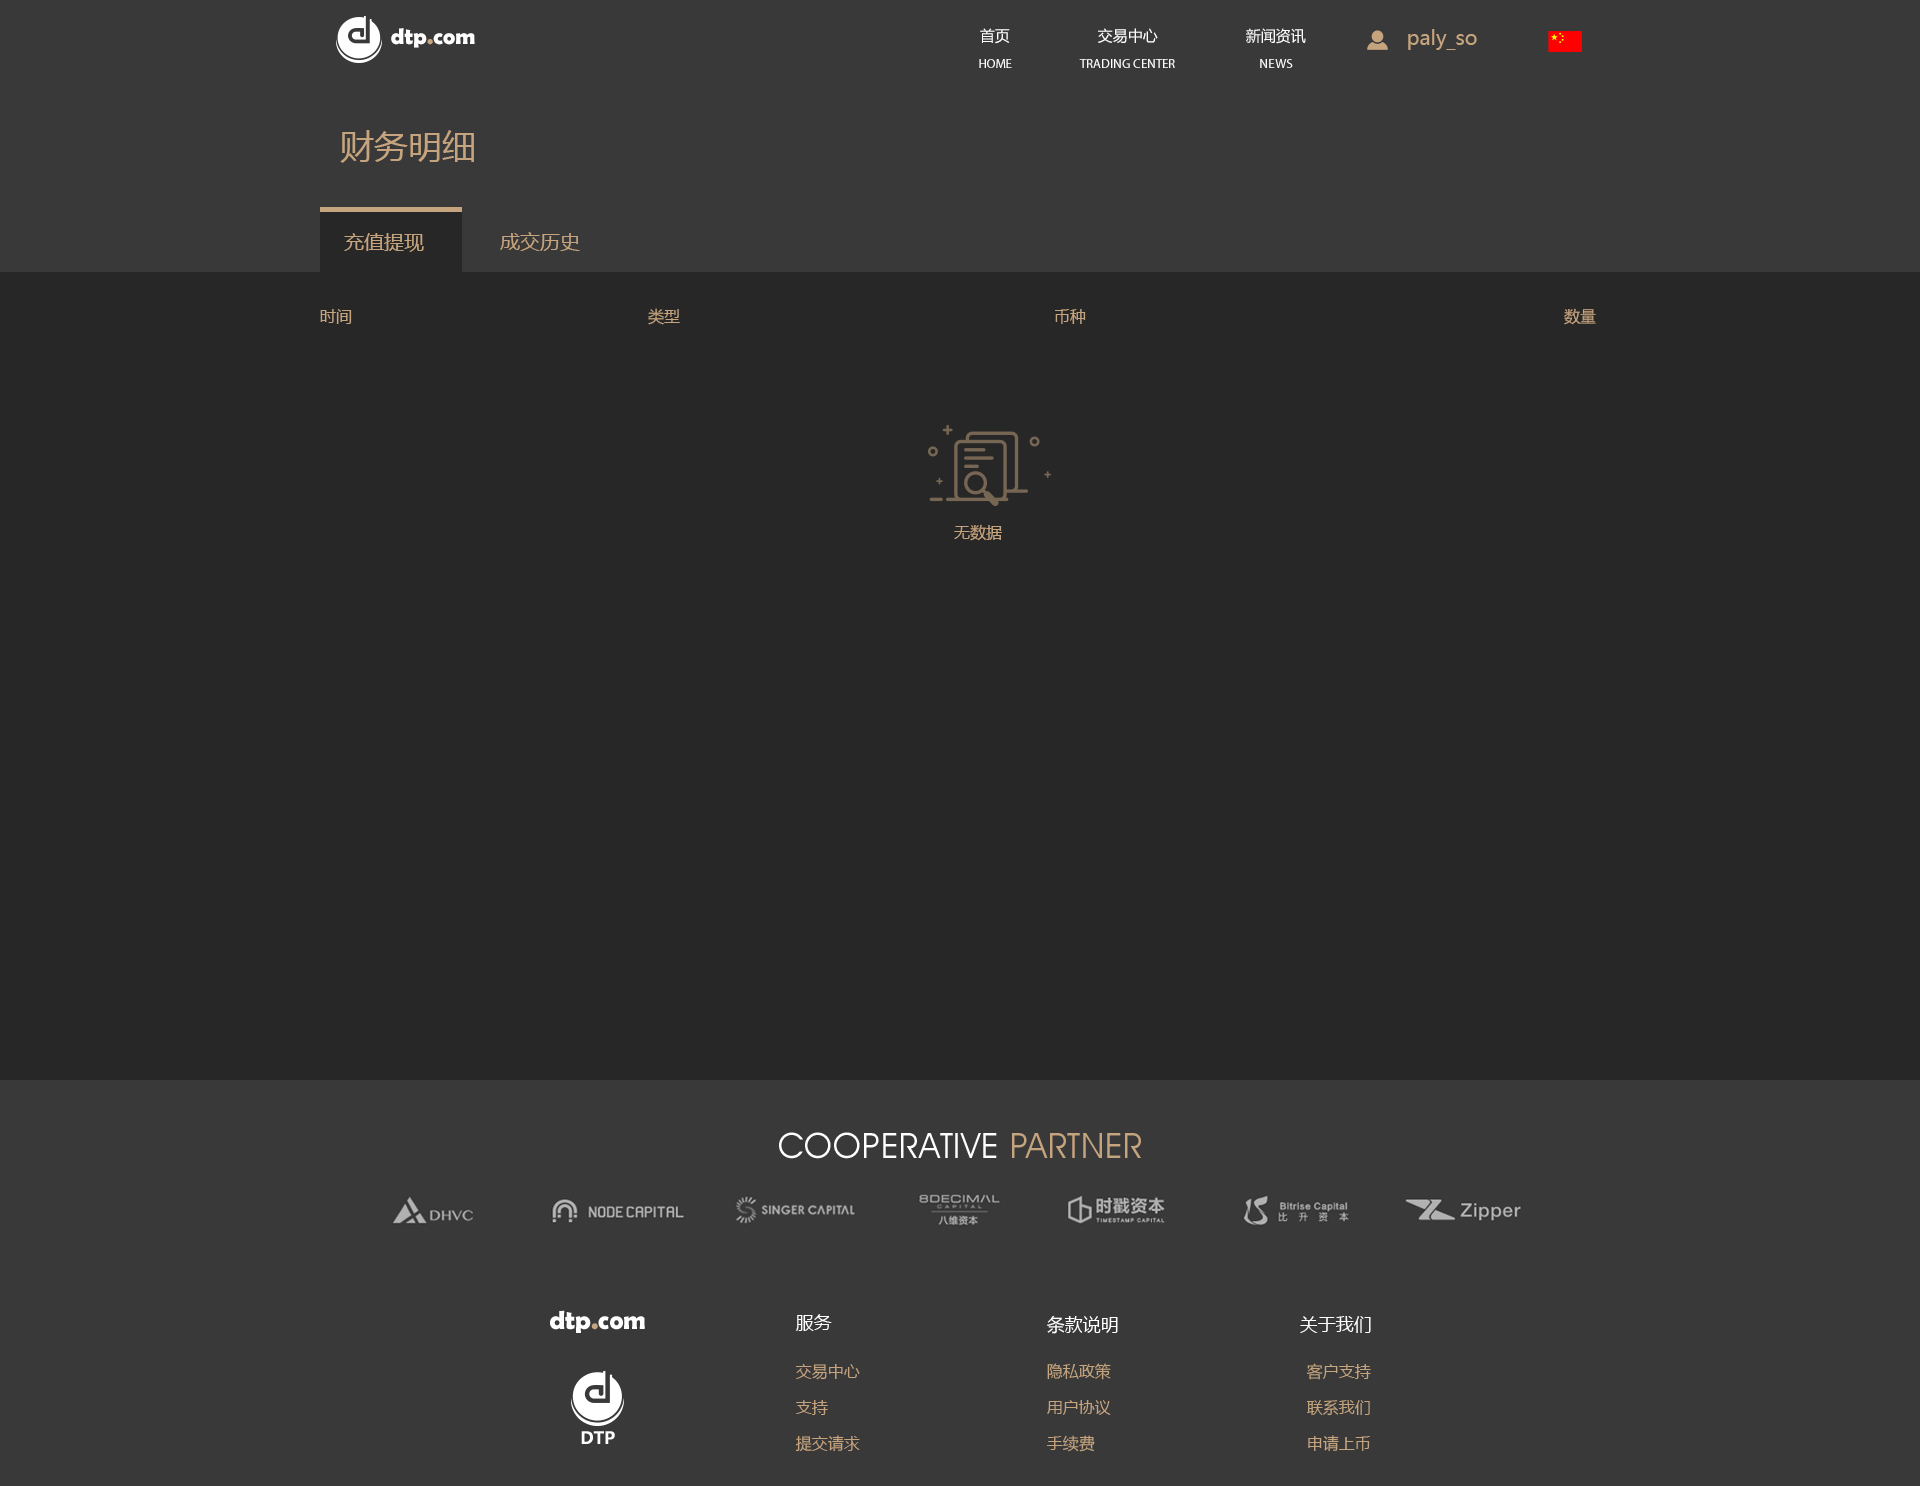 dtp.com
首页 交易中心 新闻资讯 paly_so
HOME TRADING CENTER NEWS
财务明细
充值提现 成交历史
时间 类型 币种 数量
无数据
COOPERATIVE PARTNER
DHVC NODE CAPITAL SINGER CAPITAL 8DECIMAL CAPITAL 八维资本 时戳资本 TIMESTAMP CAPITAL Bitrise Capital 比升资本 Zipper
dtp.com 服务 条款说明 关于我们
交易中心 隐私政策 客户支持
支持 用户协议 联系我们
DTP 提交请求 手续费 申请上币